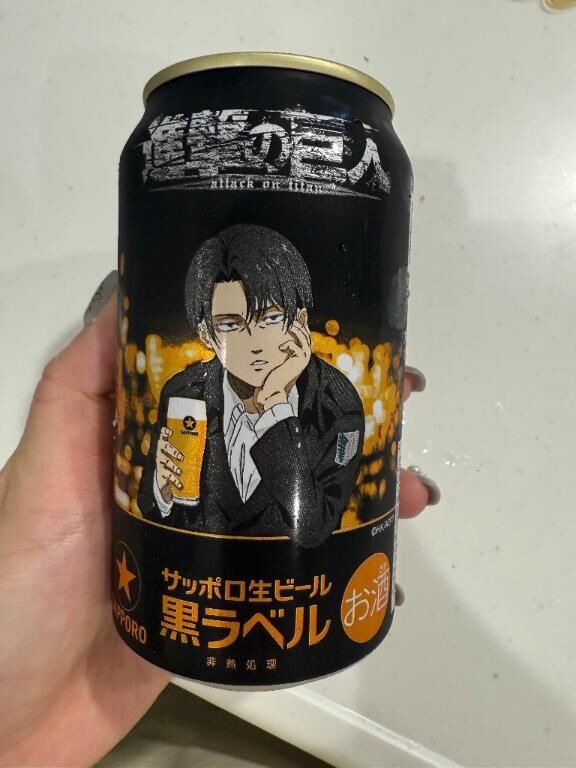 進撃の巨人
attack on titan
SAPPORO
サッポロ生ビール
黒ラベル
お酒
SAPPORO
非熱処理